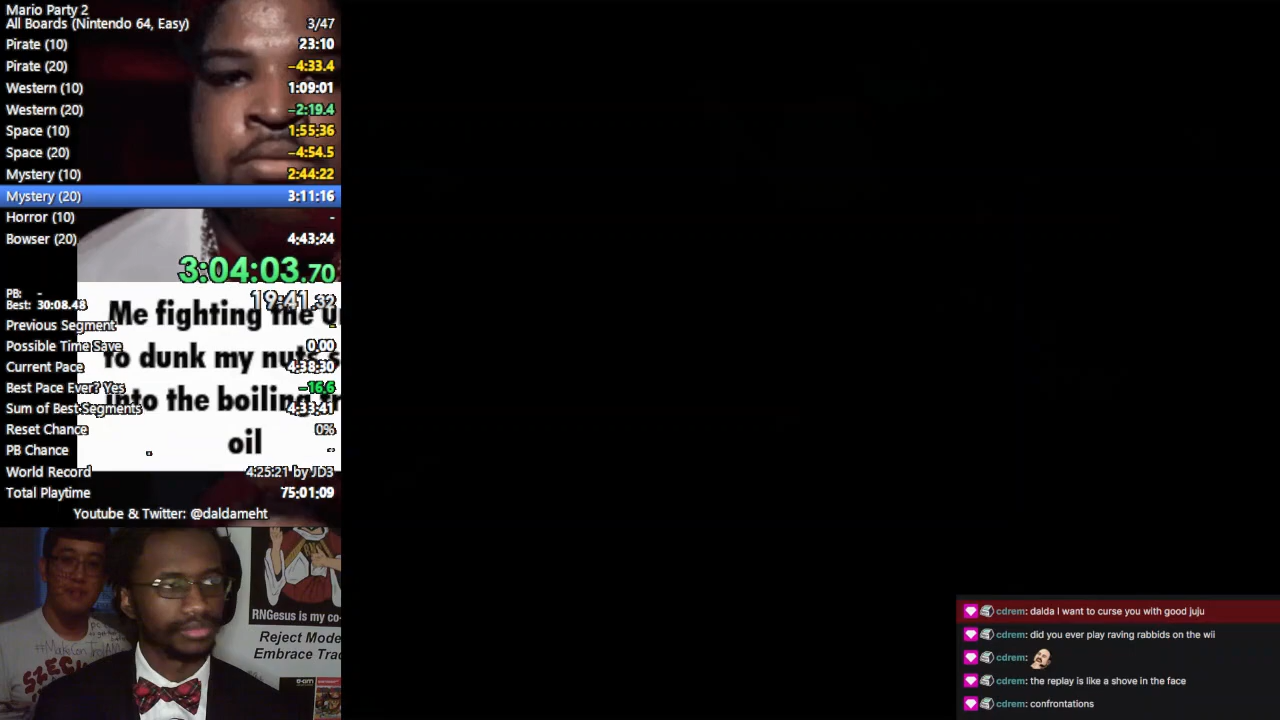 Mario Party 2
All Boards (Nintendo 64, Easy) 3/47
Pirate (10) 23:10
Pirate (20) -4:33.4
Western (10) 1:09:01
Western (20) -2:19.4
Space (10) 1:55:36
Space (20) -4:54.5
Mystery (10) 2:44:22
Mystery (20) 3:11:16
Horror (10) -
Bowser (20) 4:43:24
3:04:03.70
PB: - 19:41.32
Best: 30:08.48
Me fighting the
Previous Segment -
Possible Time Save 0.00
to dunk my nuts
Current Pace 4:38:30
Best Pace Ever? Yes -16.6
into the boiling
Sum of Best Segments 4:33:41
Reset Chance 0%
oil
PB Chance
World Record 4:25:21 by JD3
Total Playtime 75:01:09
Youtube & Twitter: @daldameht
RNGesus is my co-
Reject Mode
Embrace Tra
cdrem: dalda I want to curse you with good juju
cdrem: did you ever play raving rabbids on the wii
cdrem:
cdrem: the replay is like a shove in the face
cdrem: confrontations